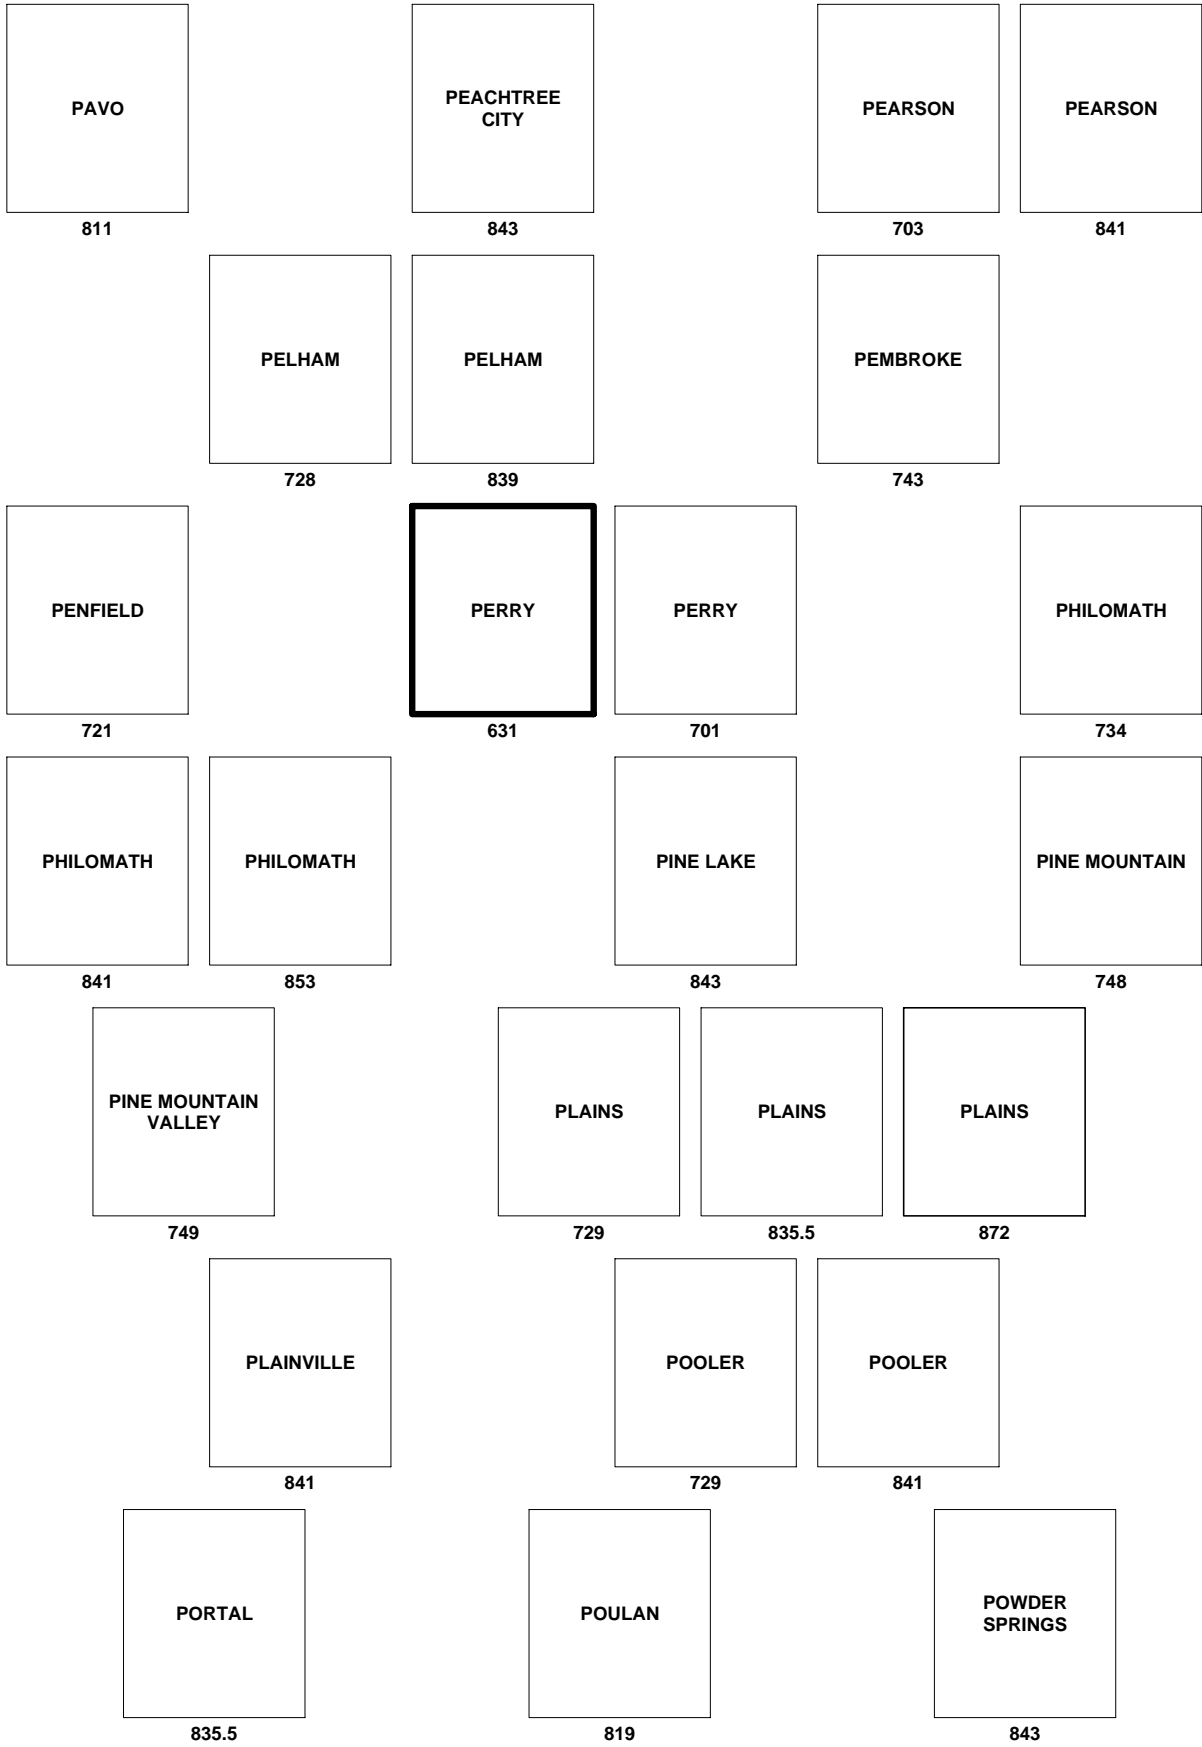 PAVO
PEACHTREE
CITY
PEARSON
PEARSON
811
843
703
841
PELHAM
PELHAM
PEMBROKE
728
839
743
PENFIELD
PERRY
PERRY
PHILOMATH
721
631
701
734
PHILOMATH
PHILOMATH
PINE LAKE
PINE MOUNTAIN
841
853
843
748
PINE MOUNTAIN
VALLEY
PLAINS
PLAINS
PLAINS
749
729
835.5
872
PLAINVILLE
POOLER
POOLER
841
729
841
PORTAL
POULAN
POWDER
SPRINGS
835.5
819
843